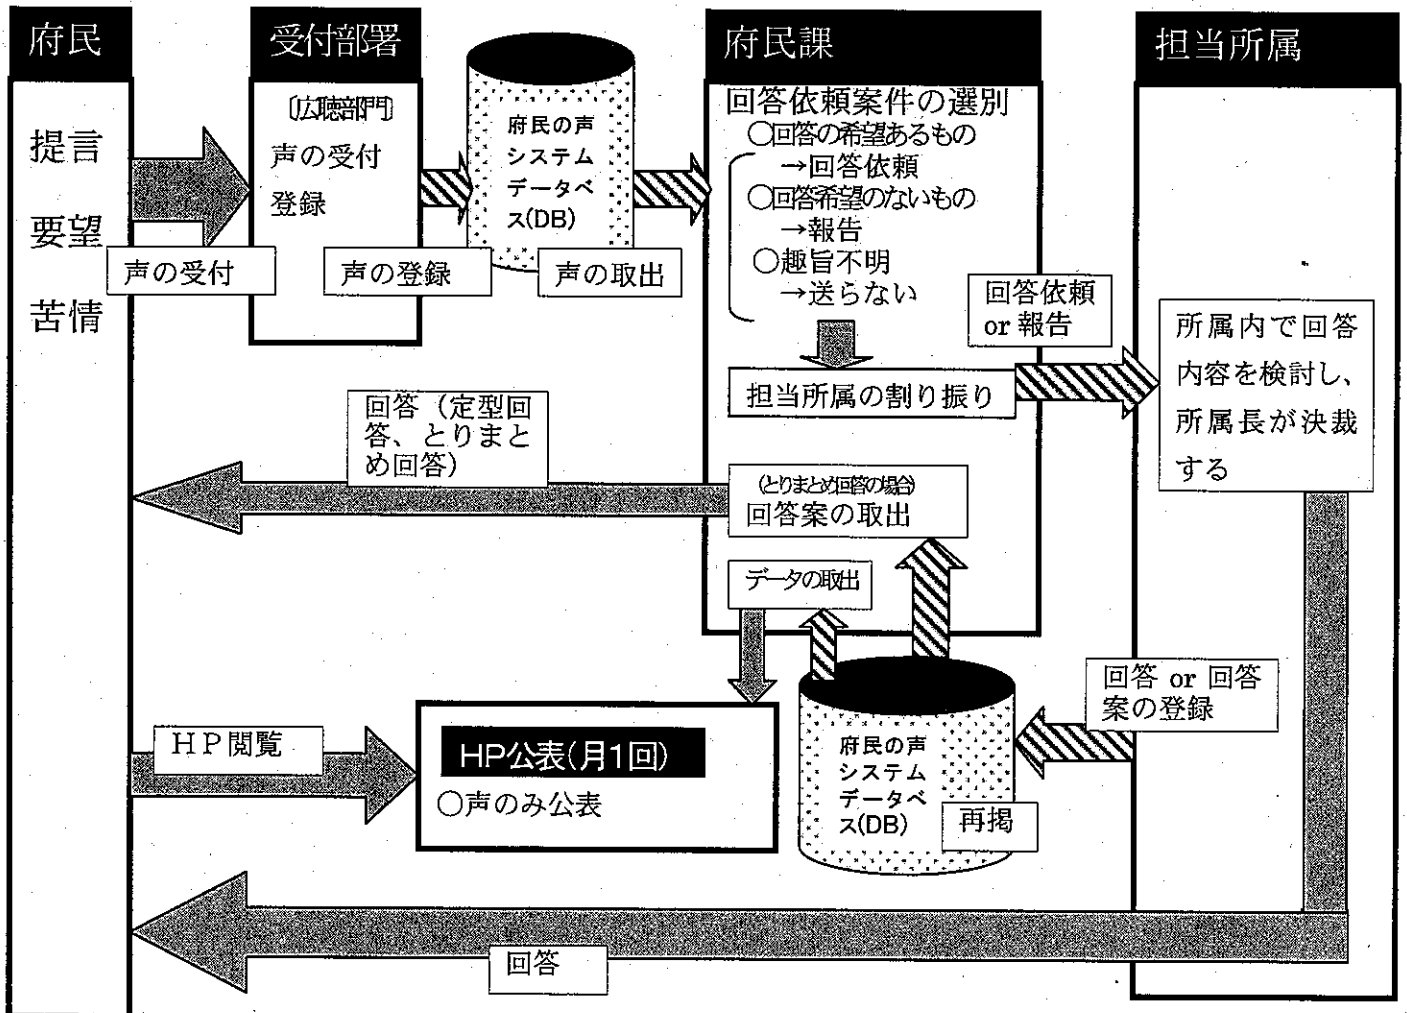 府民
受付部署
府民課
担当所属
提言
要望
苦情
声の受付
〔広聴部門〕
声の受付
登録
声の登録
府民の声
システム
データベ
ス(DB)
声の取出
回答依頼案件の選別
○回答の希望あるもの
→回答依頼
○回答希望のないもの
→報告
○趣旨不明
→送らない
担当所属の割り振り
回答依頼
or 報告
所属内で回答
内容を検討し、
所属長が決裁
する
回答（定型回
答、とりまと
め回答）
(とりまとめ回答の場合)
回答案の取出
データの取出
回答 or 回答
案の登録
府民の声
システム
データベ
ス(DB)
再掲
ＨＰ閲覧
HP公表(月1回)
○声のみ公表
回答